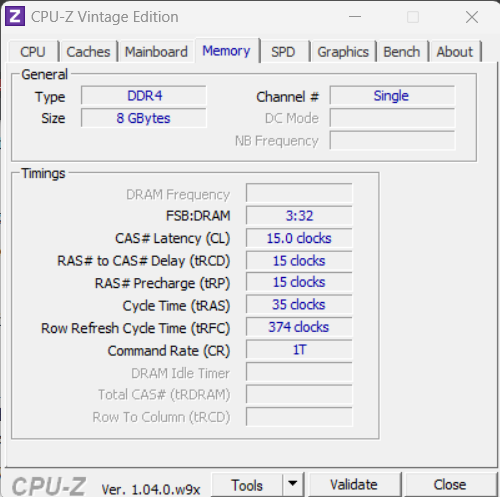 CPU-Z Vintage Edition
CPU Caches Mainboard Memory SPD Graphics Bench About
General
Type DDR4 Channel # Single
Size 8 GBytes DC Mode
NB Frequency
Timings
DRAM Frequency
FSB:DRAM 3:32
CAS# Latency (CL) 15.0 clocks
RAS# to CAS# Delay (tRCD) 15 clocks
RAS# Precharge (tRP) 15 clocks
Cycle Time (tRAS) 35 clocks
Row Refresh Cycle Time (tRFC) 374 clocks
Command Rate (CR) 1T
DRAM Idle Timer
Total CAS# (tRDRAM)
Row To Column (tRCD)
CPU-Z Ver. 1.04.0.w9x Tools Validate Close